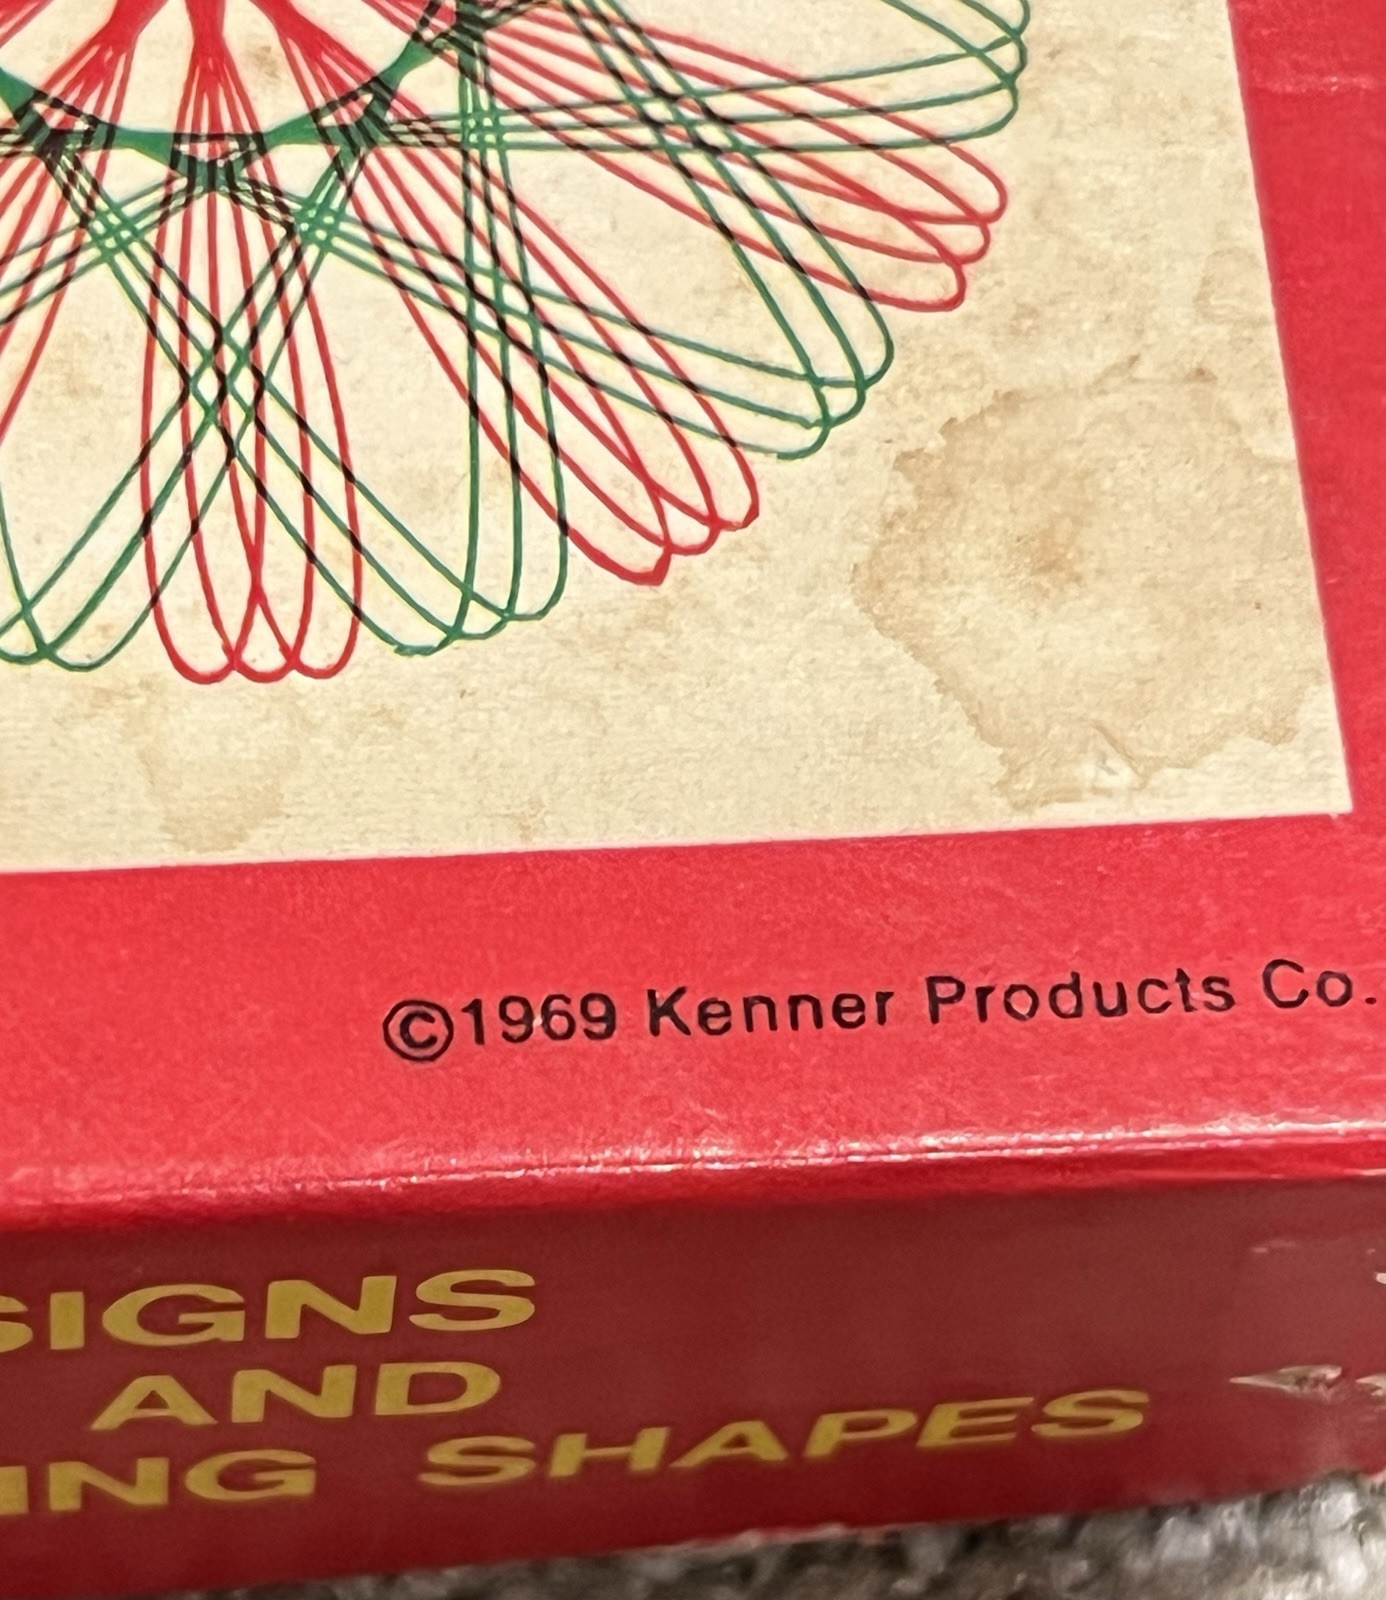 ©1969 Kenner Products Co.
SIGNS
AND
ING SHAPES